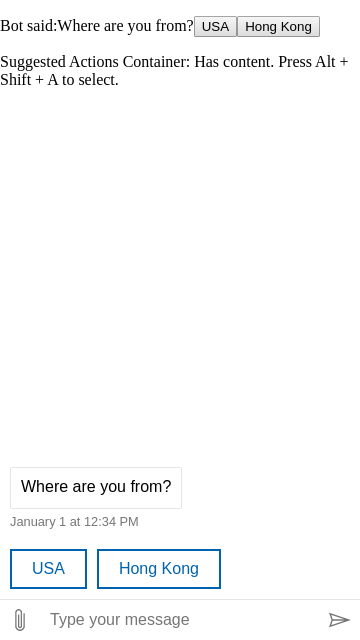 Bot said:Where are you from? USA Hong Kong
Suggested Actions Container: Has content. Press Alt +
Shift + A to select.
Where are you from?
January 1 at 12:34 PM
USA Hong Kong
Type your message